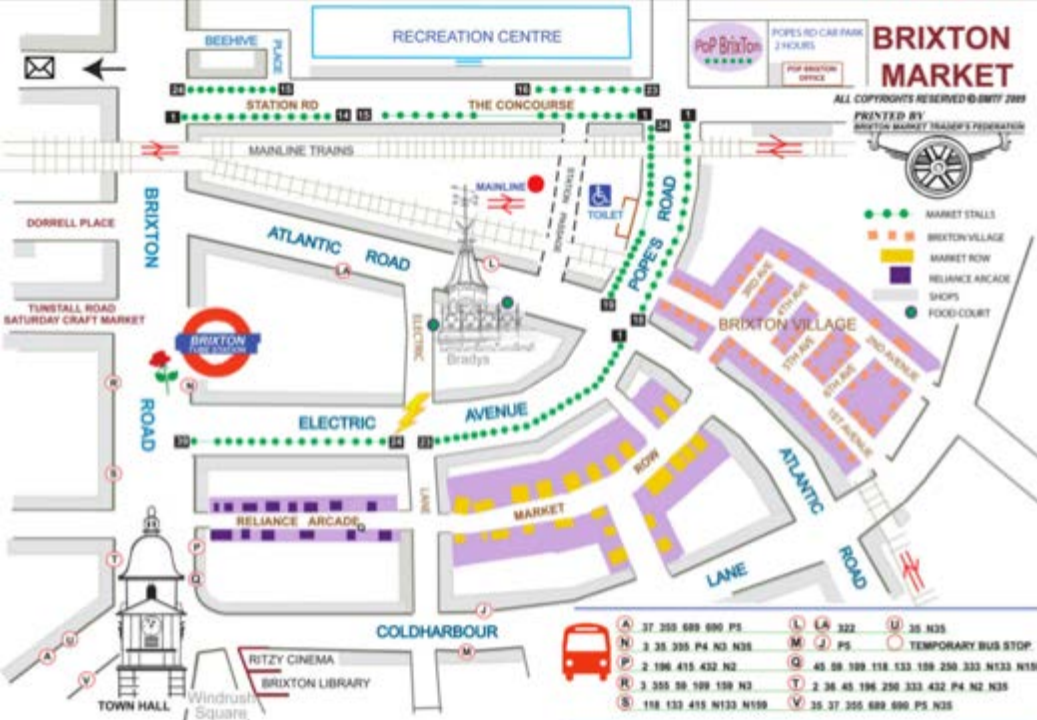 BEEHIVE
PLACE
RECREATION CENTRE
PoP BrixTon
POPES RD CAR PARK
2 HOURS
POP BRIXTON
OFFICE
BRIXTON
MARKET
ALL COPYRIGHTS RESERVED © BMTF 2009
PRINTED BY
BRIXTON MARKET TRADER'S FEDERATION
24
15
16
23
STATION RD
THE CONCOURSE
1
14
15
1
34
1
MAINLINE TRAINS
MAINLINE
STATION PASSAGE
TOILET
POPE'S ROAD
BRIXTON
DORRELL PLACE
ATLANTIC ROAD
LA
L
MARKET STALLS
BRIXTON VILLAGE
MARKET ROW
RELIANCE ARCADE
SHOPS
FOOD COURT
TUNSTALL ROAD
SATURDAY CRAFT MARKET
BRIXTON
TUBE STATION
ELECTRIC
Bradys
19
18
1
3RD AVE
4TH AVE
BRIXTON VILLAGE
5TH AVE
6TH AVE
2ND AVENUE
1ST AVENUE
R
N
ROAD
ELECTRIC AVENUE
39
24
23
S
LANE
RELIANCE ARCADE
Q
MARKET ROW
ATLANTIC ROAD
T
P
Q
LANE
J
COLDHARBOUR
M
U
A
V
TOWN HALL
RITZY CINEMA
BRIXTON LIBRARY
Windrush
Square
A 37 355 689 690 P5
N 3 35 355 P4 N3 N35
P 2 196 415 432 N2
R 3 355 59 109 159 N3
S 118 133 415 N133 N159
L LA 322
U 35 N35
M J P5
TEMPORARY BUS STOP
Q 45 59 109 118 133 159 250 333 N133
T 2 36 45 196 250 333 432 P4 N2 N35
V 35 37 355 689 690 P5 N35